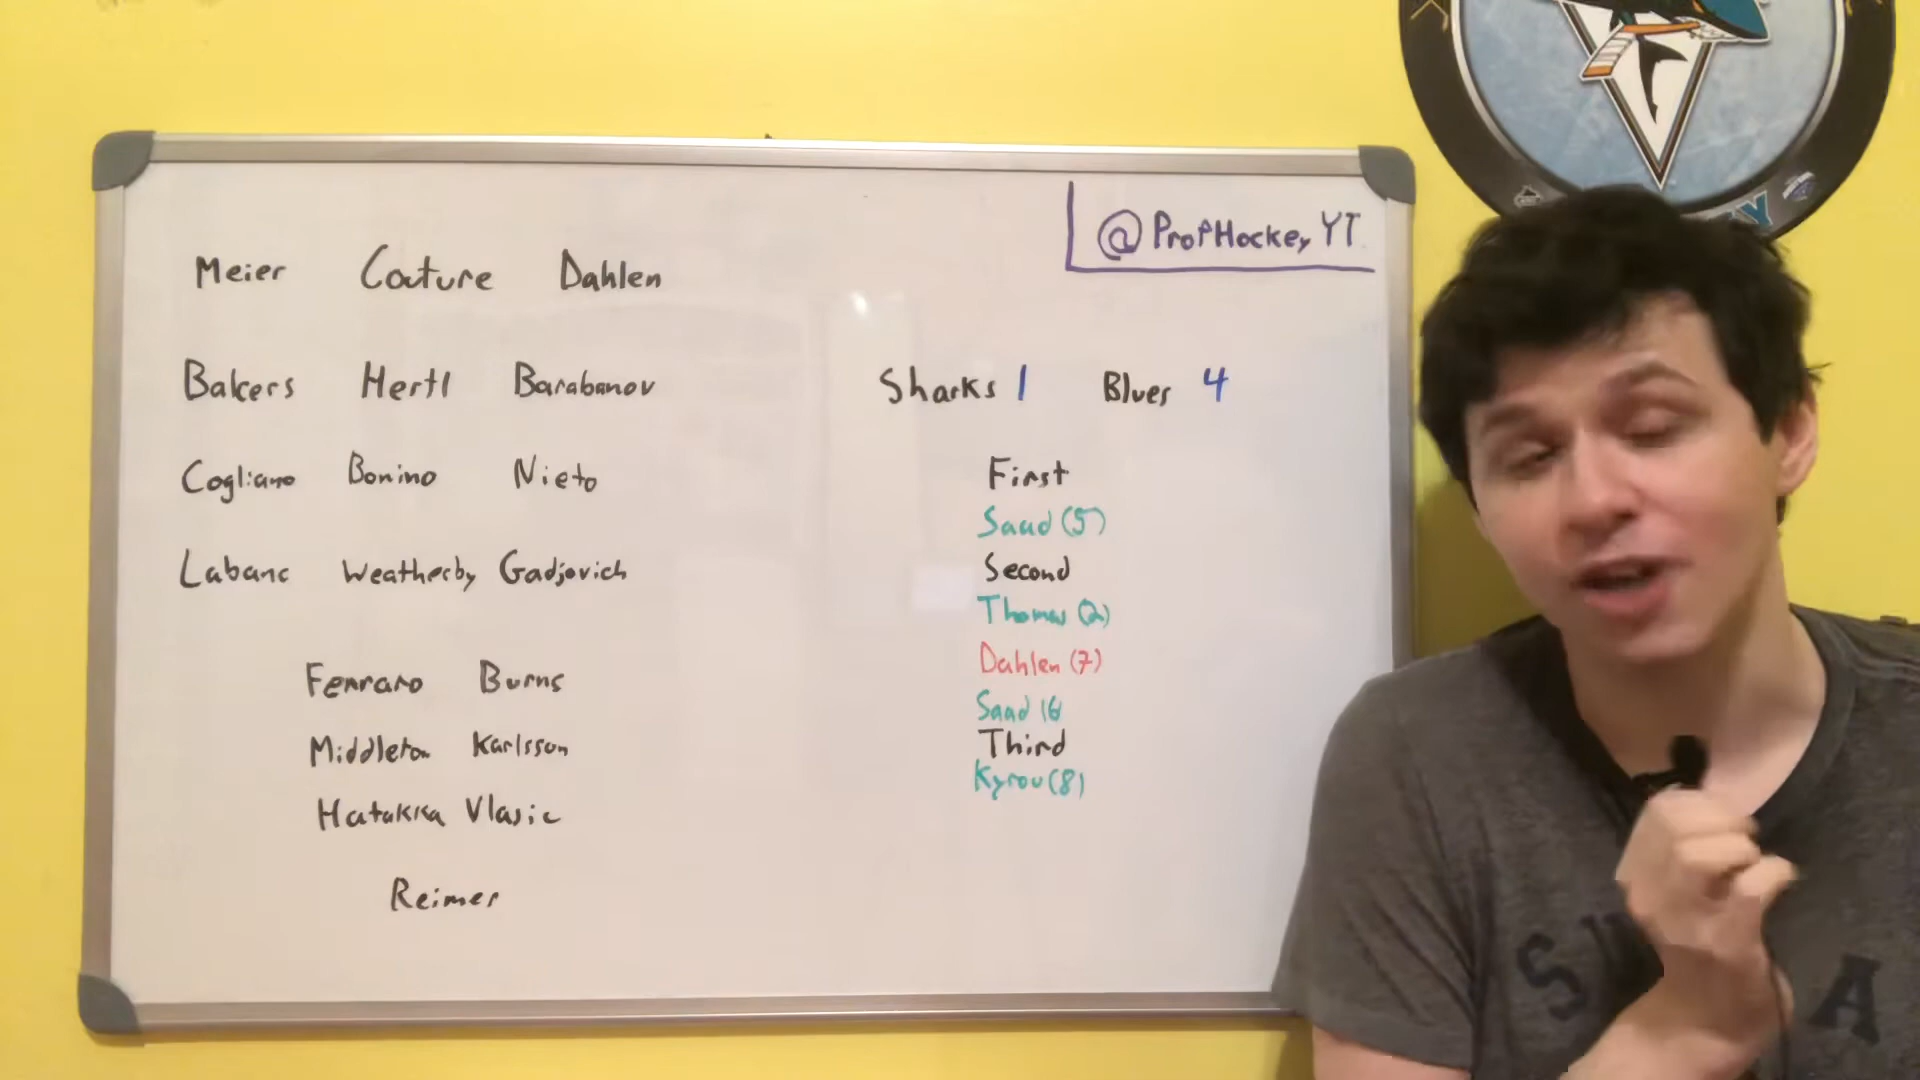 @ProfHockeyYT
Meier Couture Dahlen
Bakers Hertl Barabanov
Cogliano Bonino Nieto
Labanc Weatherby Gadjovich
Ferraro Burns
Middleton Karlsson
Hatakka Vlasic
Reimer
Sharks 1 Blues 4
First
Saad (5)
Second
Thomas (2)
Dahlen (7)
Saad (6
Third
Kyrou (8)